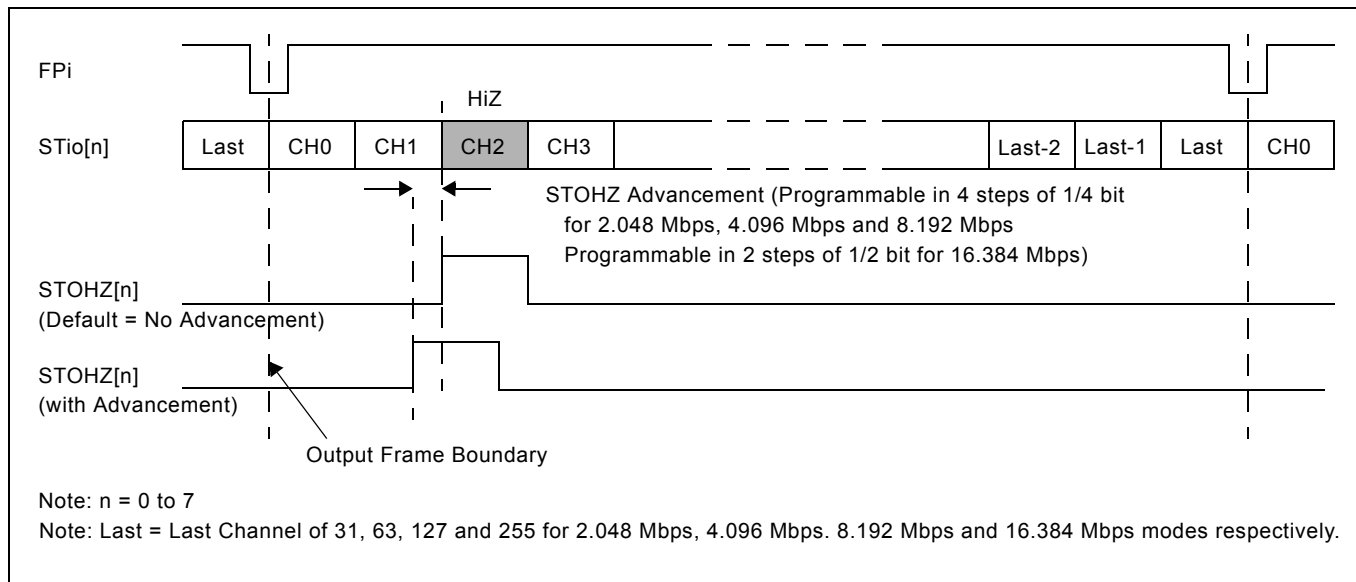 FPi
HiZ
STio[n]
Last
CH0
CH1
CH2
CH3
Last-2
Last-1
Last
CH0
STOHZ Advancement (Programmable in 4 steps of 1/4 bit
for 2.048 Mbps, 4.096 Mbps and 8.192 Mbps
Programmable in 2 steps of 1/2 bit for 16.384 Mbps)
STOHZ[n]
(Default = No Advancement)
STOHZ[n]
(with Advancement)
Output Frame Boundary
Note: n = 0 to 7
Note: Last = Last Channel of 31, 63, 127 and 255 for 2.048 Mbps, 4.096 Mbps. 8.192 Mbps and 16.384 Mbps modes respectively.